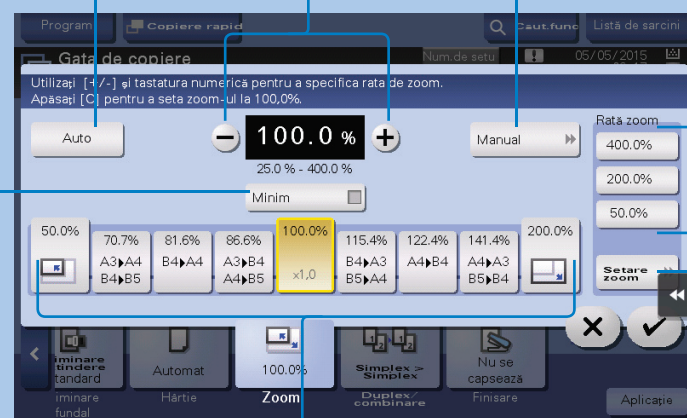 Program
Copiere rapid
Caut.func
Listă de sarcini
Gata de copiere
Num.de setu
05/05/2015
Utilizați [+/-] și tastatura numerică pentru a specifica rata de zoom.
Apăsați [C] pentru a seta zoom-ul la 100,0%.
Auto
100.0 %
Manual
25.0 % - 400.0%
Minim
Rată zoom
400.0%
200.0%
50.0%
Setare zoom
50.0%
70.7%
A3▶A4
B4▶B5
81.6%
B4▶A4
86.6%
A3▶B4
A4▶B5
100.0%
x1,0
115.4%
B4▶A3
B5▶A4
122.4%
A4▶B4
141.4%
A4▶A3
B5▶B4
200.0%
iminare
tindere
tandard
iminare
fundal
Automat
Hârtie
100.0%
Zoom
Simplex >
Simplex
Duplex/
combinare
Nu se
capsează
Finisare
Aplicație